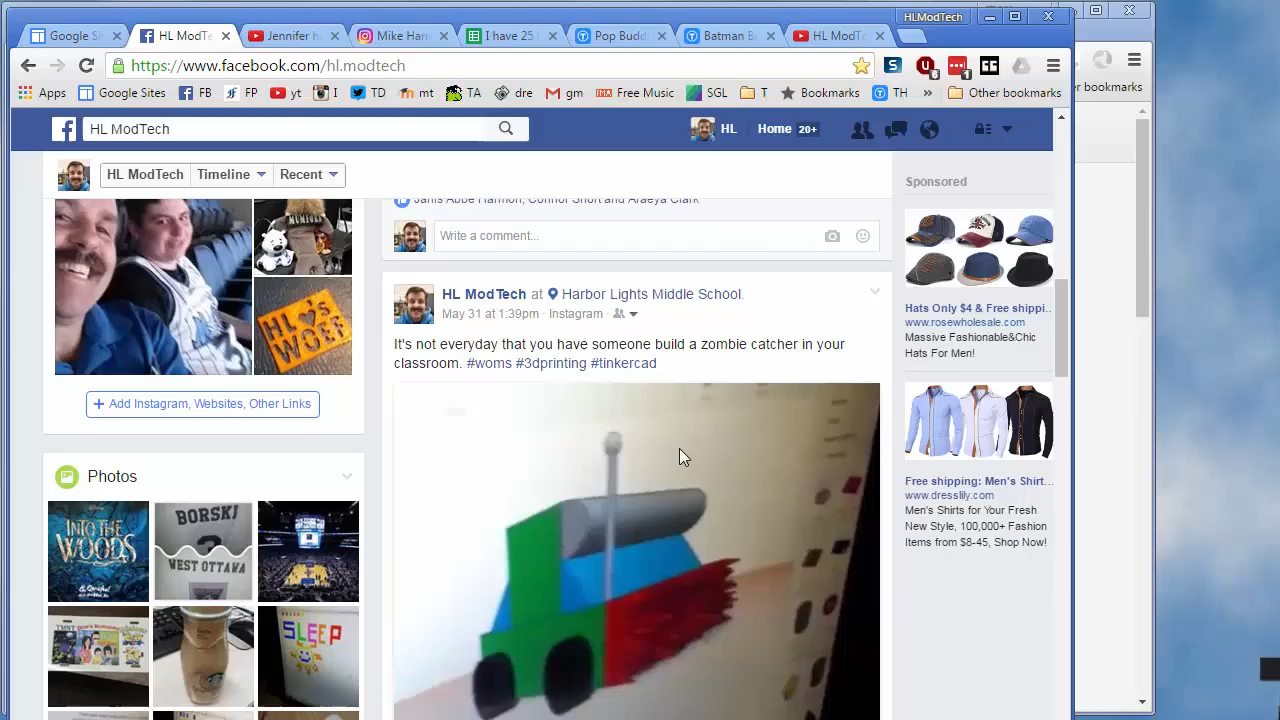 HLModTech
Google Si
HL ModTe
Jennifer h
Mike Han
I have 25
Pop Budd
Batman B
HL ModT
https://www.facebook.com/hl.modtech
Apps
Google Sites
FB
FP
yt
I
TD
mt
TA
dre
gm
Free Music
SGL
T
Bookmarks
TH
»
Other bookmarks
er bookmarks
HL ModTech
HL
Home 20+
HL ModTech
Timeline
Recent
Write a comment...
Sponsored
Hats Only $4 & Free shippi..
www.rosewholesale.com
Massive Fashionable&Chic
Hats For Men!
HL ModTech at Harbor Lights Middle School.
May 31 at 1:39pm · Instagram ·
It's not everyday that you have someone build a zombie catcher in your
classroom. #woms #3dprinting #tinkercad
HL'S
+ Add Instagram, Websites, Other Links
Photos
INTO THE
WOODS
BORSKI
WEST OTTAWA
SLEEP
Free shipping: Men's Shirt...
www.dresslily.com
Men's Shirts for Your Fresh
New Style, 100,000+ Fashion
Items from $8-45, Shop Now!